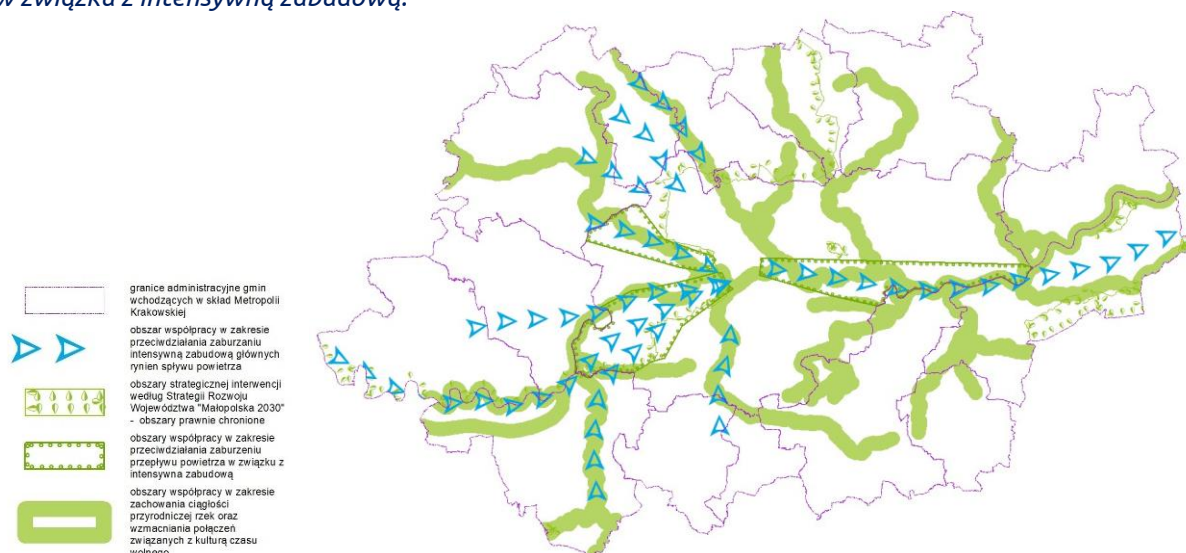 w związku z intensywną zabudową.
granice administracyjne gmin
wchodzących w skład Metropolii
Krakowskiej
obszar współpracy w zakresie
przeciwdziałania zaburzaniu
intensywną zabudową głównych
rynien spływu powietrza
obszary strategicznej interwencji
według Strategii Rozwoju
Województwa "Małopolska 2030"
- obszary prawnie chronione
obszary współpracy w zakresie
przeciwdziałania zaburzeniu
przepływu powietrza w związku z
intensywna zabudową
obszary współpracy w zakresie
zachowania ciągłości
przyrodniczej rzek oraz
wzmacniania połączeń
związanych z kulturą czasu
wolnego